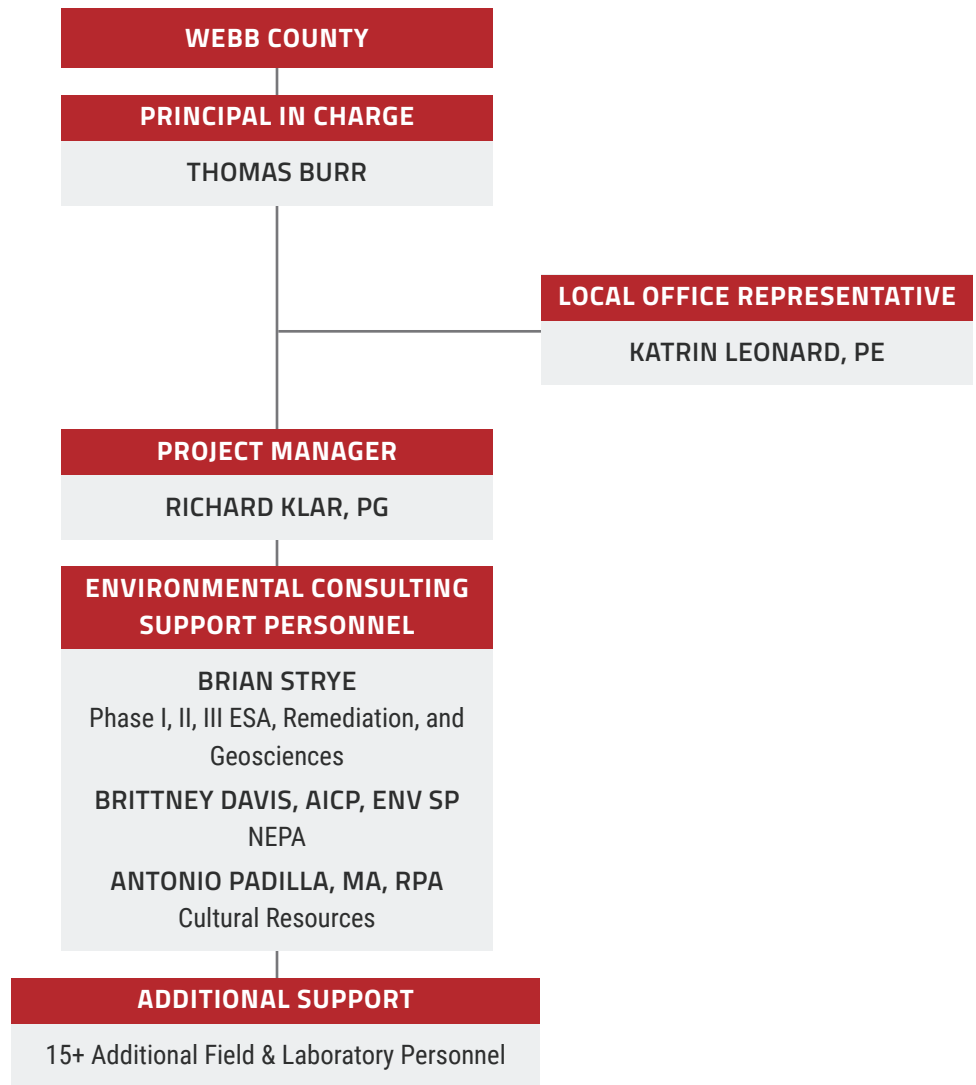 WEBB COUNTY
PRINCIPAL IN CHARGE
THOMAS BURR
LOCAL OFFICE REPRESENTATIVE
KATRIN LEONARD, PE
PROJECT MANAGER
RICHARD KLAR, PG
ENVIRONMENTAL CONSULTING
SUPPORT PERSONNEL
BRIAN STRYE
Phase I, II, III ESA, Remediation, and
Geosciences
BRITTNEY DAVIS, AICP, ENV SP
NEPA
ANTONIO PADILLA, MA, RPA
Cultural Resources
ADDITIONAL SUPPORT
15+ Additional Field & Laboratory Personnel